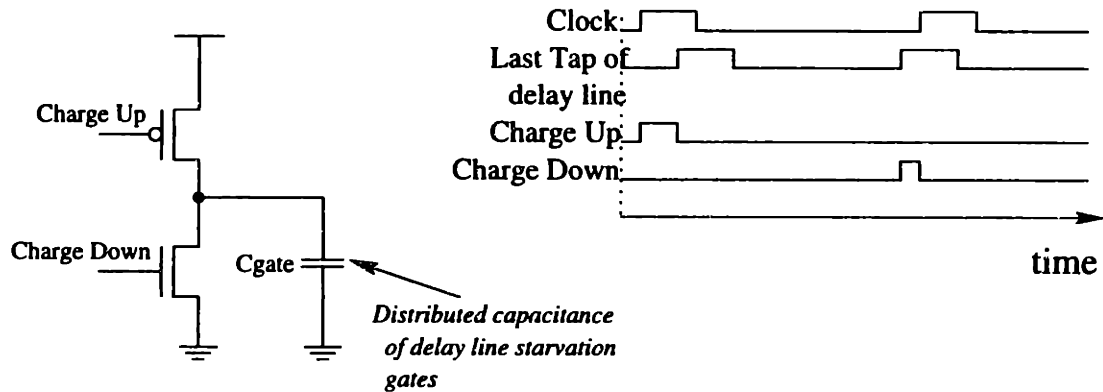 Clock
Last Tap of
delay line
Charge Up
Charge Down
time
Charge Up
Charge Down
Cgate
Distributed capacitance
of delay line starvation
gates